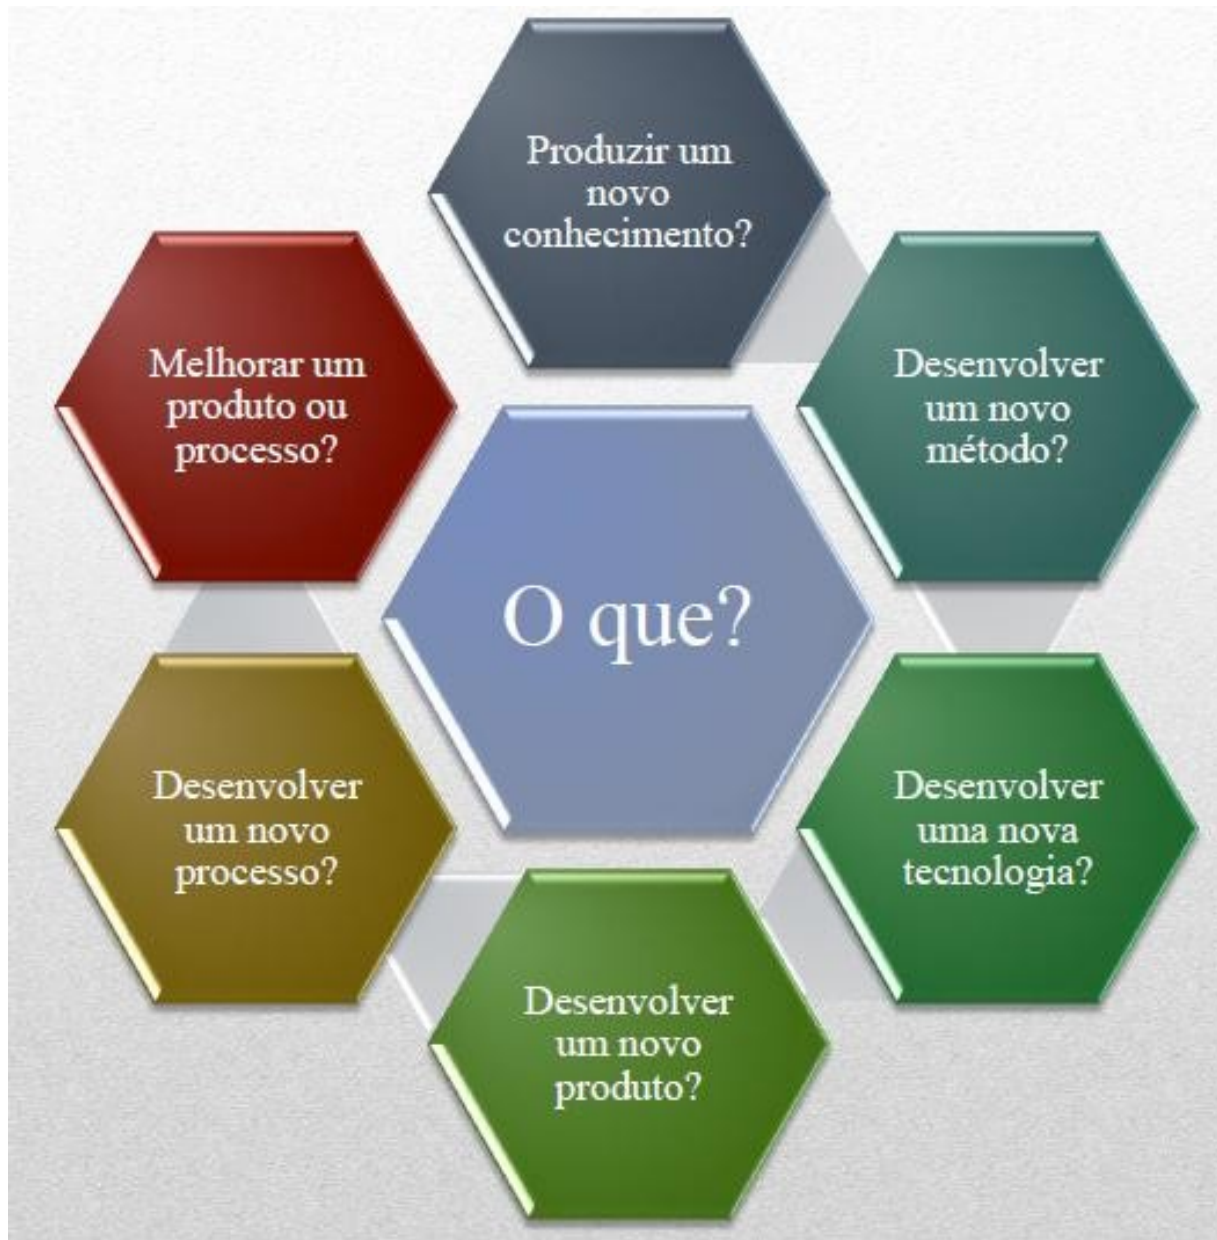 Produzir um
novo
conhecimento?
Desenvolver
um novo
método?
Desenvolver
uma nova
tecnologia?
Desenvolver
um novo
produto?
Desenvolver
um novo
processo?
Melhorar um
produto ou
processo?
O que?